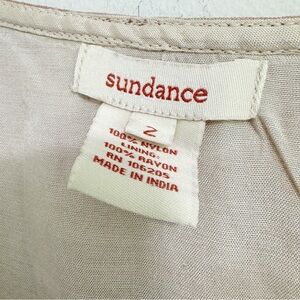 sundance
2
100% NYLON
LINING:
100% RAYON
RN 106205
MADE IN INDIA